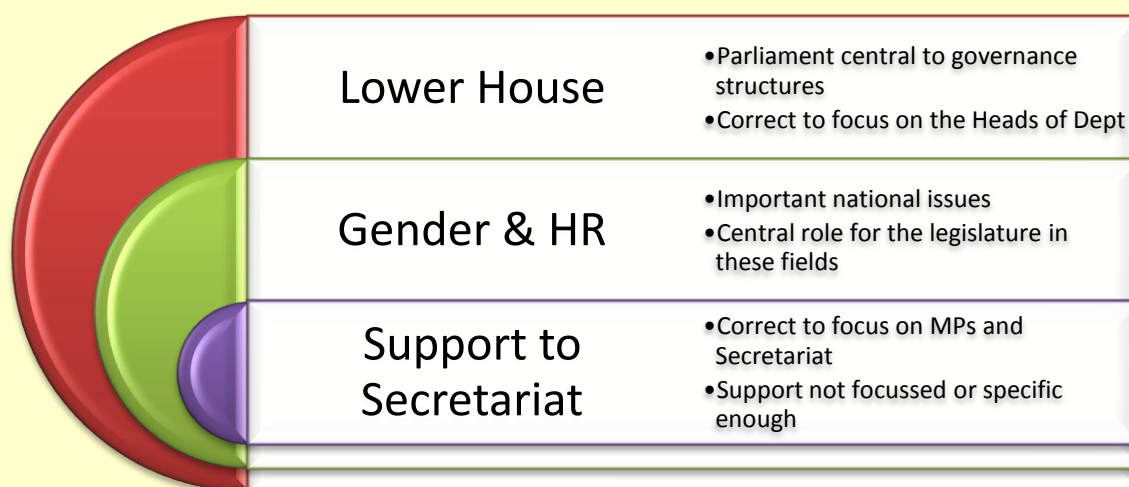 Lower House
•Parliament central to governance
structures
•Correct to focus on the Heads of Dept
Gender & HR
•Important national issues
•Central role for the legislature in
these fields
Support to
Secretariat
•Correct to focus on MPs and
Secretariat
•Support not focussed or specific
enough